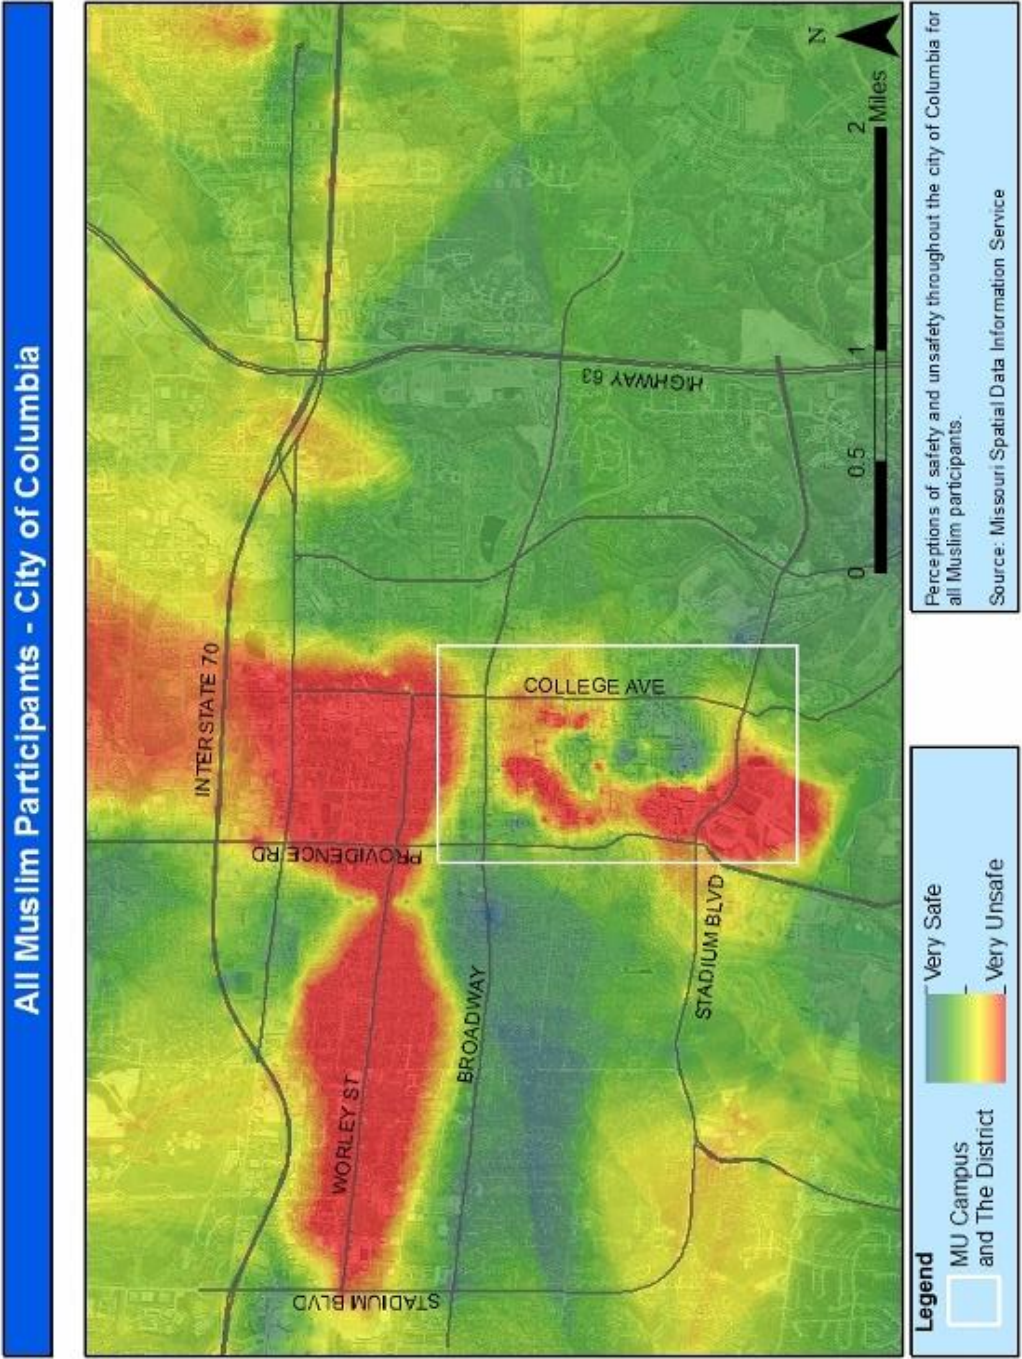 All Muslim Participants - City of Columbia
INTERSTATE 70
PROVIDENCE RD
COLLEGE AVE
HIGHWAY 63
WORLEY ST
BROADWAY
STADIUM BLVD
STADIUM BLVD
N
0 0.5 1 2
Miles
Legend
MU Campus
and The District
Very Safe
Very Unsafe
Perceptions of safety and unsafety throughout the city of Columbia for
all Muslim participants.
Source: Missouri Spatial Data Information Service